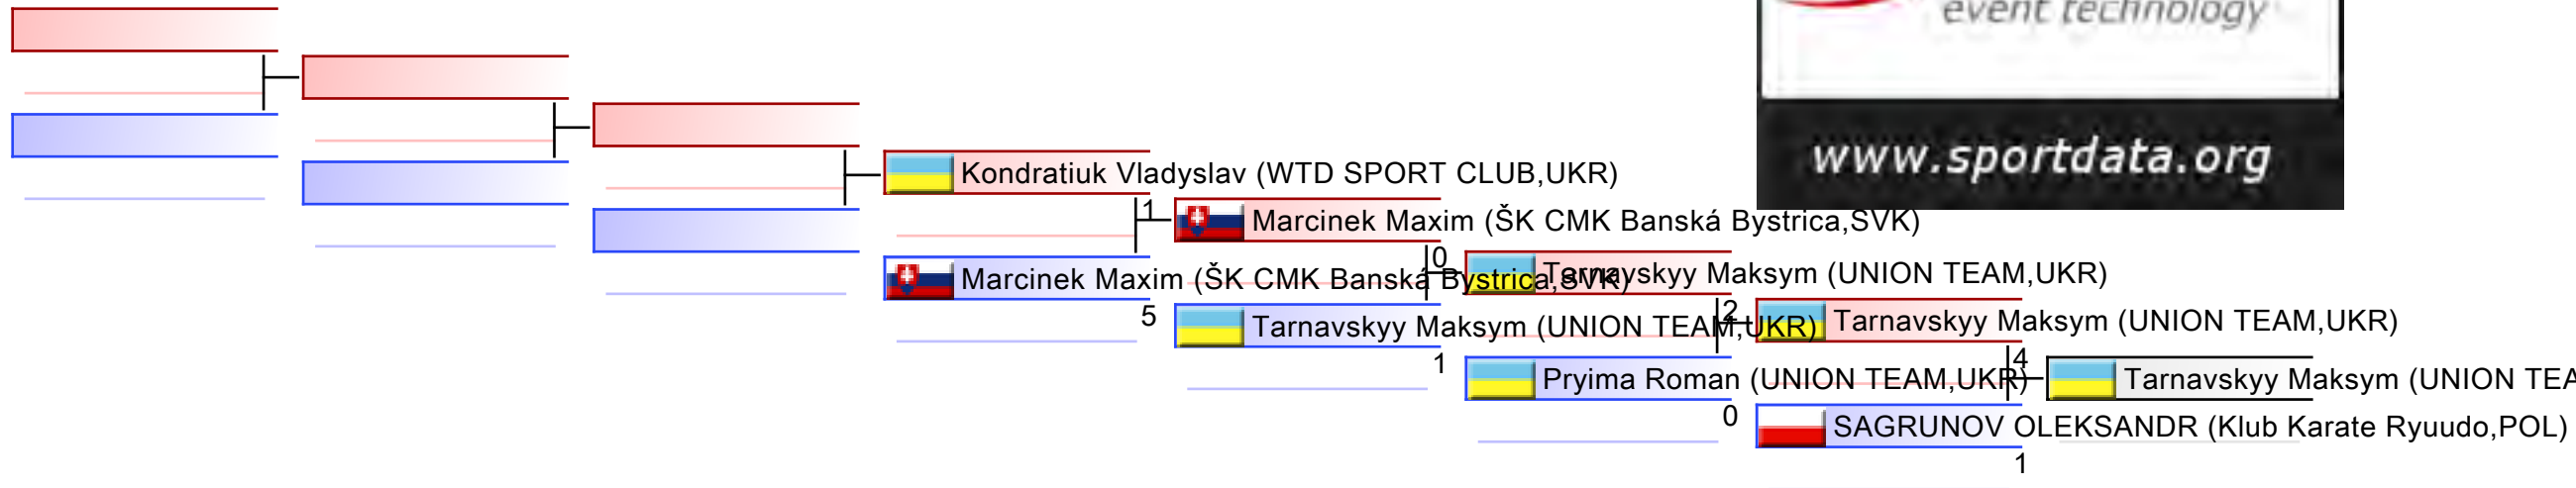 event technology
www.sportdata.org
Kondratiuk Vladyslav (WTD SPORT CLUB,UKR)
1
Marcinek Maxim (ŠK CMK Banská Bystrica,SVK)
Marcinek Maxim (ŠK CMK Banská Bystrica,SVK)
5
0
Tarnavskyy Maksym (UNION TEAM,UKR)
Tarnavskyy Maksym (UNION TEAM,UKR)
1
2
Tarnavskyy Maksym (UNION TEAM,UKR)
Pryima Roman (UNION TEAM,UKR)
0
4
Tarnavskyy Maksym (UNION TEA
SAGRUNOV OLEKSANDR (Klub Karate Ryuudo,POL)
1